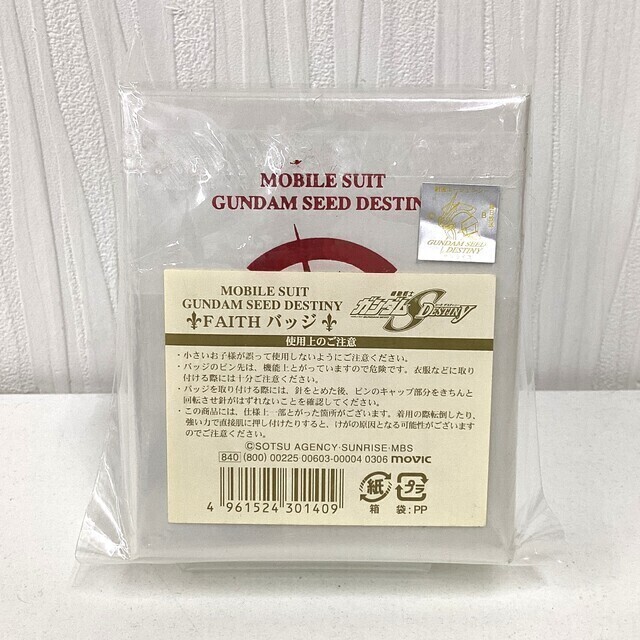 MOBILE SUIT
GUNDAM SEED DESTINY
GUNDAM SEED
DESTINY
MOBILE SUIT
GUNDAM SEED DESTINY
FAITH バッジ
機動戦士
ガンダム SEED DESTINY
使用上のご注意
・小さいお子様が誤って使用しないようにご注意ください。
・バッジのピン先は、機能上とがっていますので危険です。衣服などに取り
付ける際には十分ご注意ください。
・バッジを取り付ける際には、針をとめた後、ピンのキャップ部分をきちんと
回転させ針がはずれないことを確認してください。
・この商品には、仕様上一部とがった箇所がございます。着用の際転倒したり、
強い力で直接肌に押し付けたりすると、けがの原因となる可能性がございます
のでご注意ください。
©SOTSU AGENCY・SUNRISE・MBS
840 (800) 00225-00603-00004 0306 movic
4 961524 301409
紙 プラ
箱 袋:PP